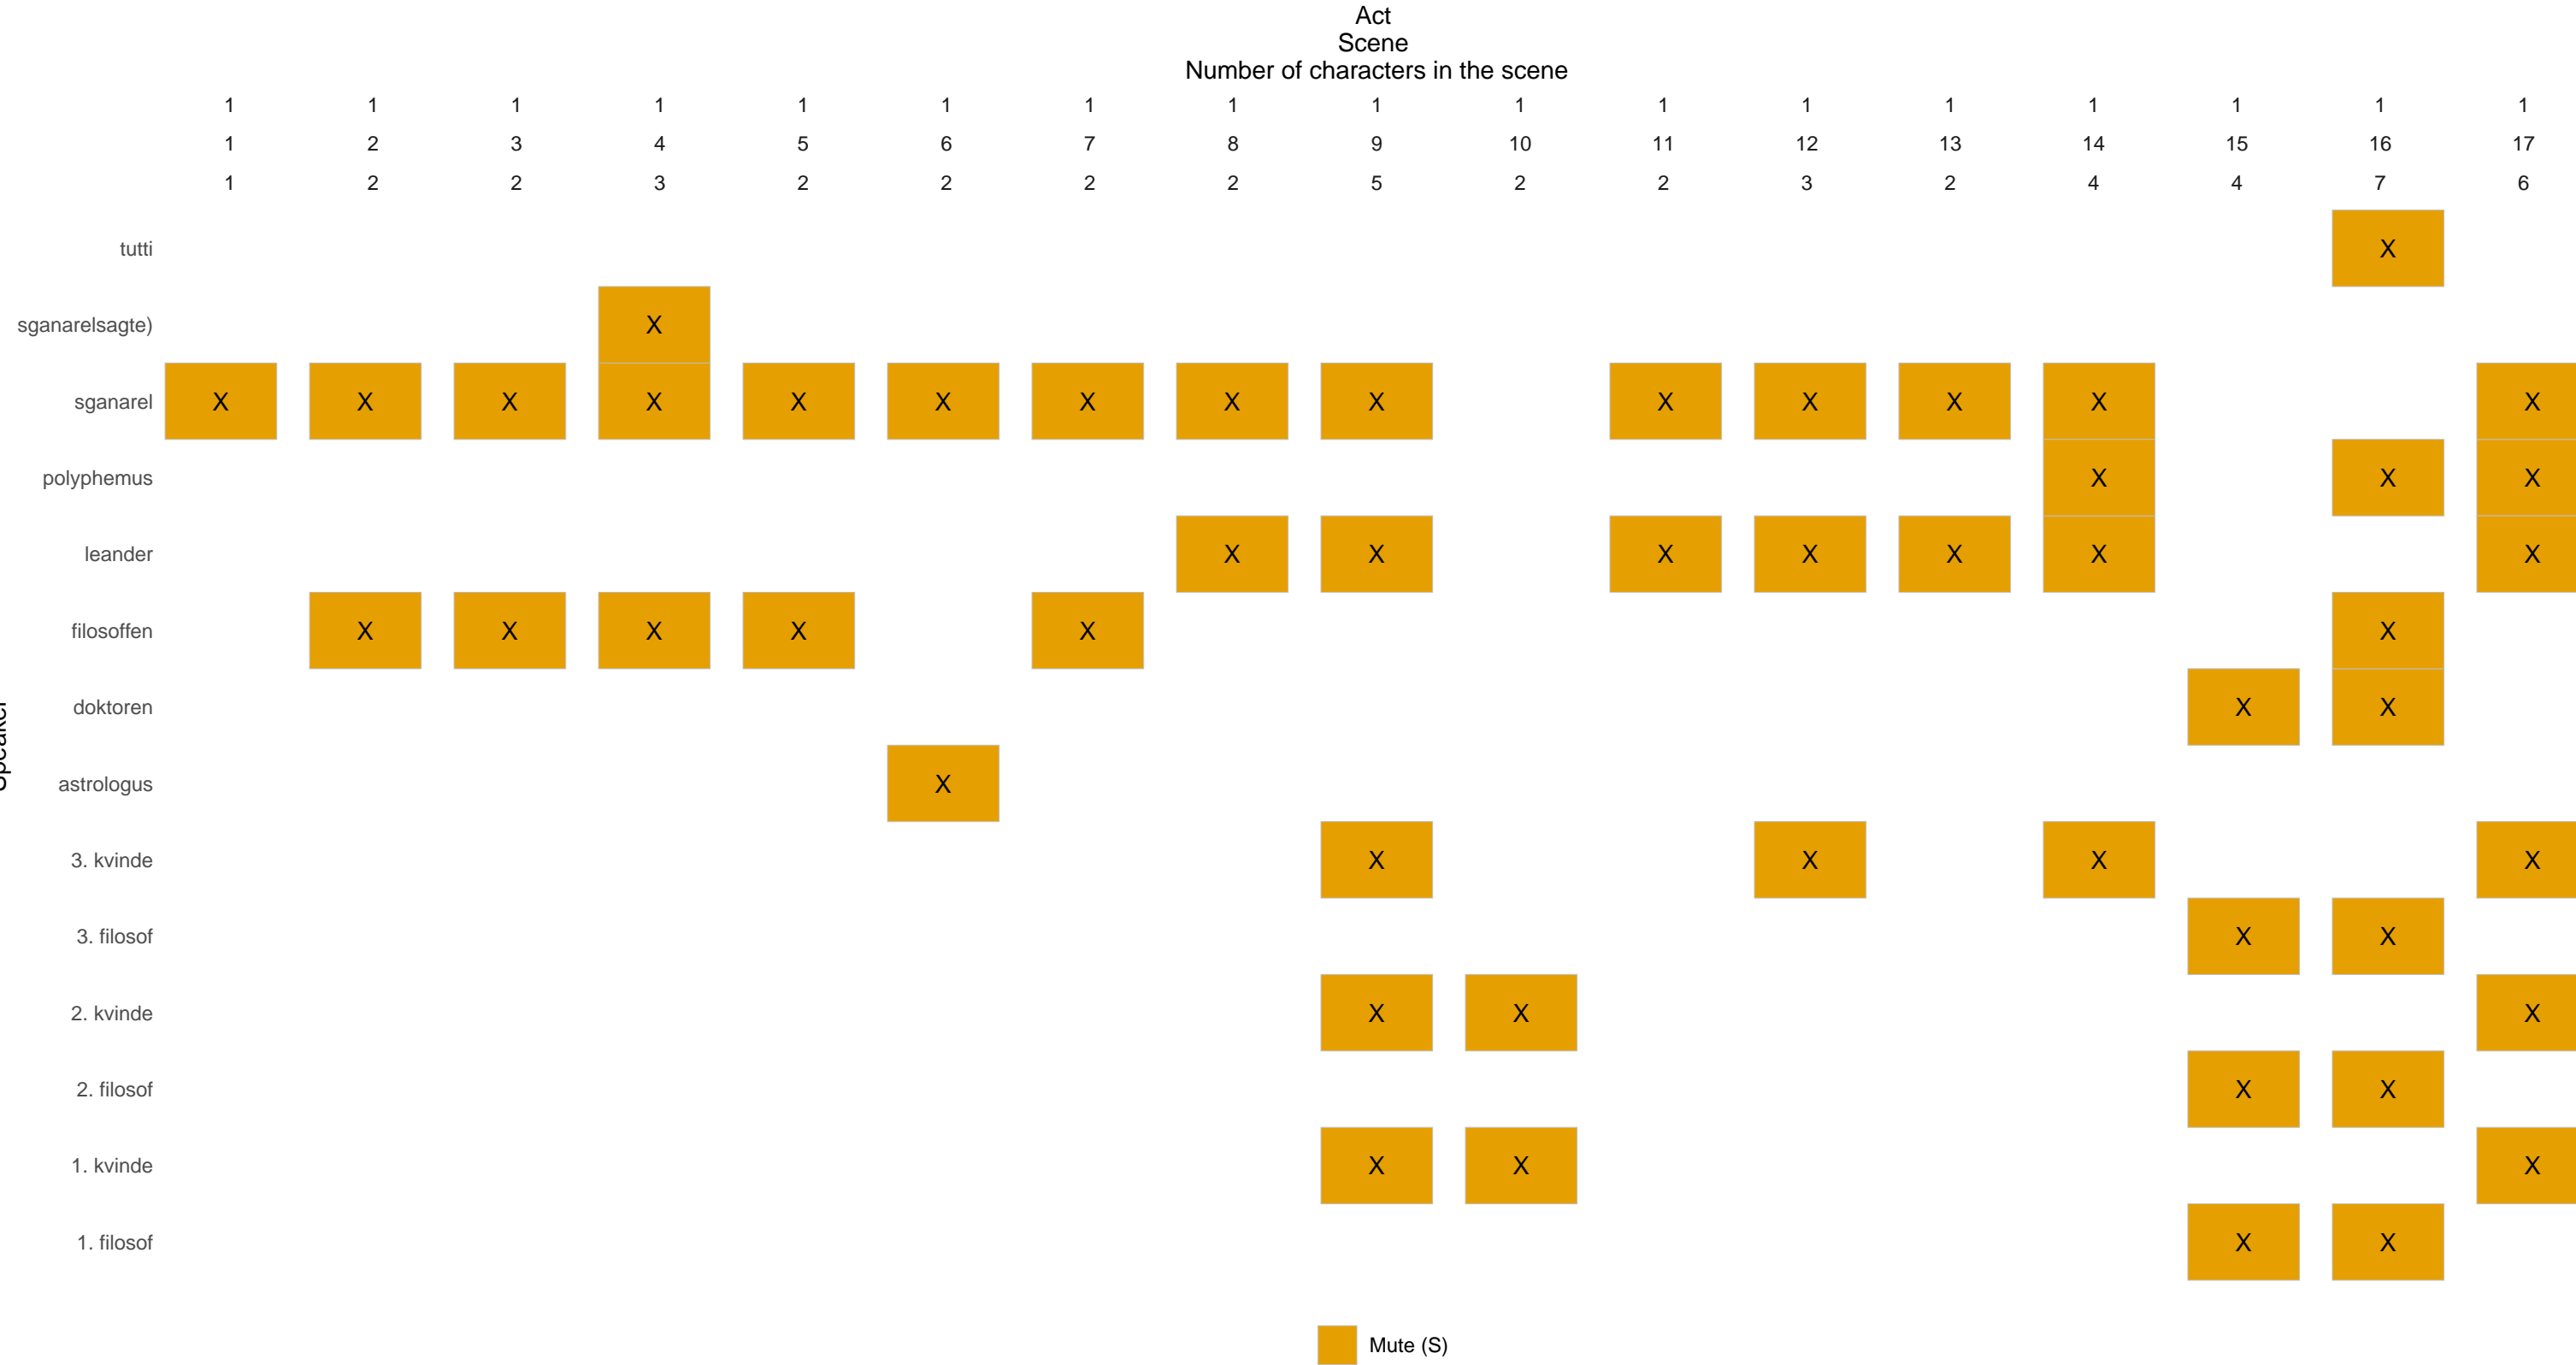 Act
Scene
Number of characters in the scene
1 1 1 1 1 1 1 1 1 1 1 1 1 1 1 1 1
1 2 3 4 5 6 7 8 9 10 11 12 13 14 15 16 17
1 2 2 3 2 2 2 2 5 2 2 3 2 4 4 7 6
tutti X
sganarelsagte) X
sganarel X X X X X X X X X X X X X X
polyphemus X X X
leander X X X X X X X
filosoffen X X X X X X
doktoren X X
astrologus X
3. kvinde X X X X
3. filosof X X
2. kvinde X X X
2. filosof X X
1. kvinde X X X
1. filosof X X
Mute (S)